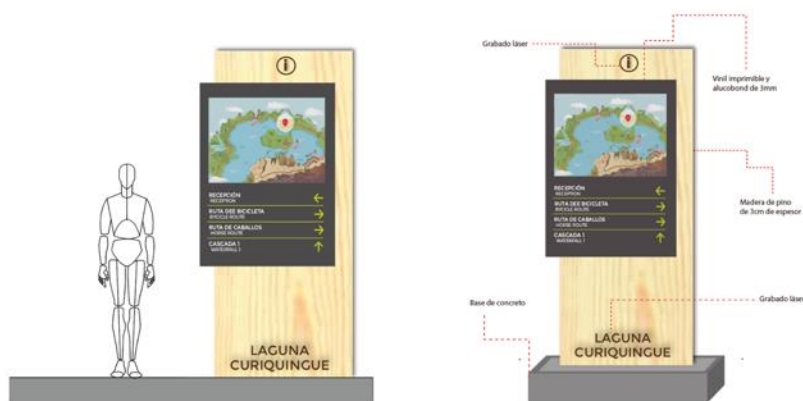 i
RECEPCIÓN
RECEPTION
RUTA DEE BICICLETA
BYCICLE ROUTE
RUTA DE CABALLOS
HORSE ROUTE
CASCADA 1
WATERFALL 1
LAGUNA
CURIQUINGUE
Grabado láser
i
Vinil imprimible y
alucobond de 3mm
RECEPCIÓN
RECEPTION
RUTA DEE BICICLETA
BYCICLE ROUTE
RUTA DE CABALLOS
HORSE ROUTE
CASCADA 1
WATERFALL 1
Madera de pino
de 3cm de espesor
Base de concreto
Grabado láser
LAGUNA
CURIQUINGUE